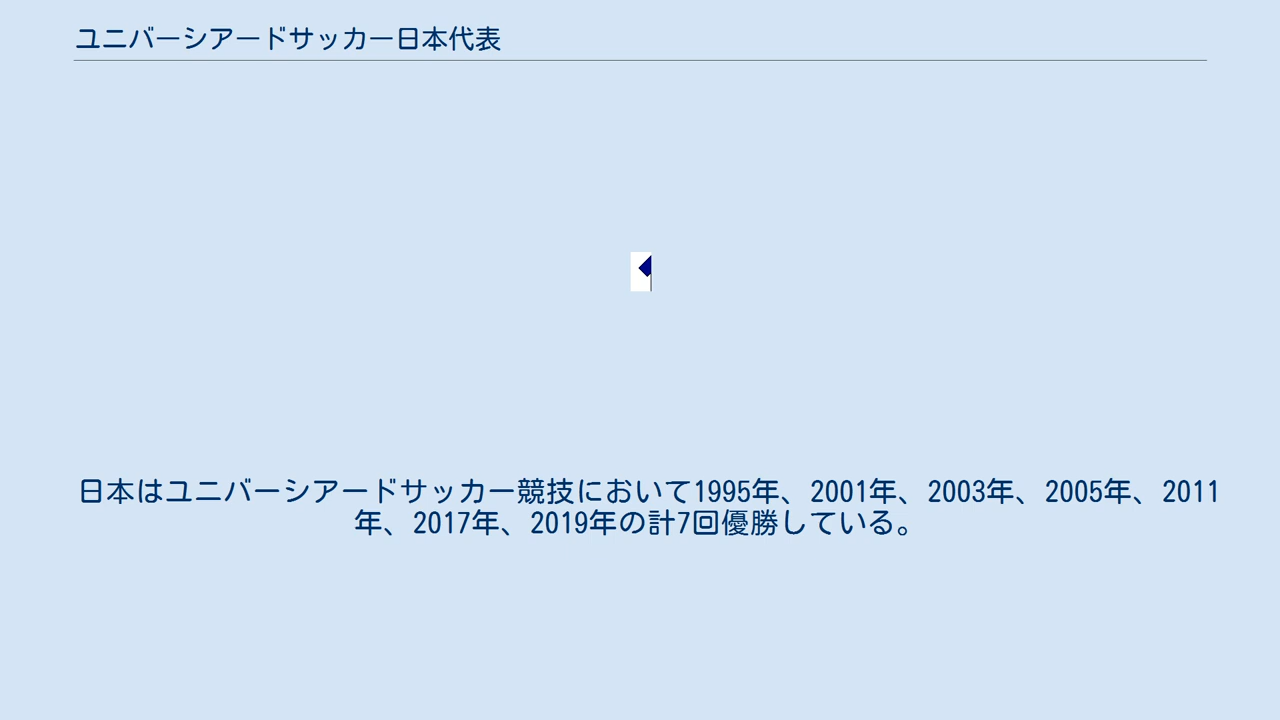 ユニバーシアードサッカー日本代表
日本はユニバーシアードサッカー競技において1995年、2001年、2003年、2005年、2011
年、2017年、2019年の計7回優勝している。